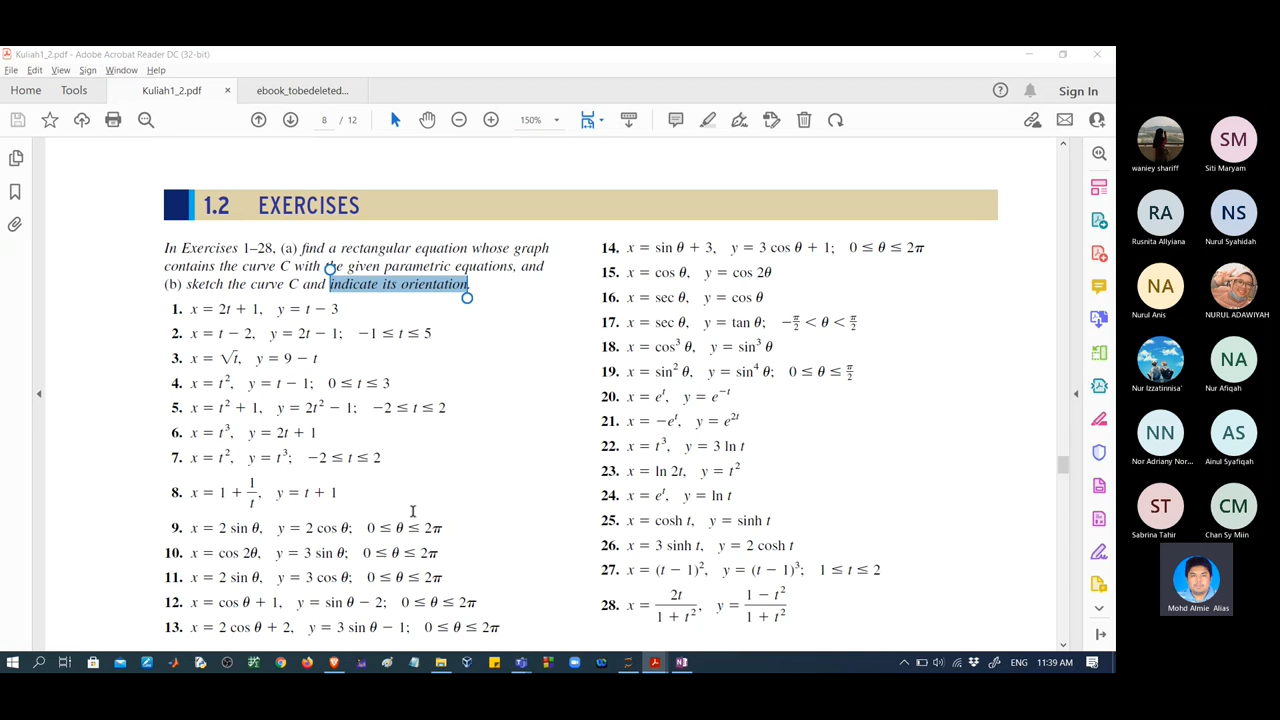 Kuliah1_2.pdf - Adobe Acrobat Reader DC (32-bit)
File Edit View Sign Window Help
Home Tools Kuliah1_2.pdf × ebook_tobedeleted... Sign In
8 / 12 150%
1.2 EXERCISES
In Exercises 1–28, (a) find a rectangular equation whose graph
contains the curve C with the given parametric equations, and
(b) sketch the curve C and indicate its orientation.
1. x = 2t + 1, y = t − 3
2. x = t − 2, y = 2t − 1; −1 ≤ t ≤ 5
3. x = √t, y = 9 − t
4. x = t², y = t − 1; 0 ≤ t ≤ 3
5. x = t² + 1, y = 2t² − 1; −2 ≤ t ≤ 2
6. x = t³, y = 2t + 1
7. x = t², y = t³; −2 ≤ t ≤ 2
8. x = 1 + 1/t, y = t + 1
9. x = 2 sin θ, y = 2 cos θ; 0 ≤ θ ≤ 2π
10. x = cos 2θ, y = 3 sin θ; 0 ≤ θ ≤ 2π
11. x = 2 sin θ, y = 3 cos θ; 0 ≤ θ ≤ 2π
12. x = cos θ + 1, y = sin θ − 2; 0 ≤ θ ≤ 2π
13. x = 2 cos θ + 2, y = 3 sin θ − 1; 0 ≤ θ ≤ 2π
14. x = sin θ + 3, y = 3 cos θ + 1; 0 ≤ θ ≤ 2π
15. x = cos θ, y = cos 2θ
16. x = sec θ, y = cos θ
17. x = sec θ, y = tan θ; −π/2 < θ < π/2
18. x = cos³ θ, y = sin³ θ
19. x = sin² θ, y = sin⁴ θ; 0 ≤ θ ≤ π/2
20. x = eᵗ, y = e⁻ᵗ
21. x = −eᵗ, y = e²ᵗ
22. x = t³, y = 3 ln t
23. x = ln 2t, y = t²
24. x = eᵗ, y = ln t
25. x = cosh t, y = sinh t
26. x = 3 sinh t, y = 2 cosh t
27. x = (t − 1)², y = (t − 1)³; 1 ≤ t ≤ 2
28. x = 2t/(1 + t²), y = (1 − t²)/(1 + t²)
waniey shariff
SM
Siti Maryam
RA
Rusnita Allyiana
NS
Nurul Syahidah
NA
Nurul Anis
NURUL ADAWIYAH
Nur Izzatinnisa'
NA
Nur Afiqah
NN
Nor Adriany Nor...
AS
Ainul Syafiqah
ST
Sabrina Tahir
CM
Chan Sy Miin
Mohd Almie Alias
ENG 11:39 AM